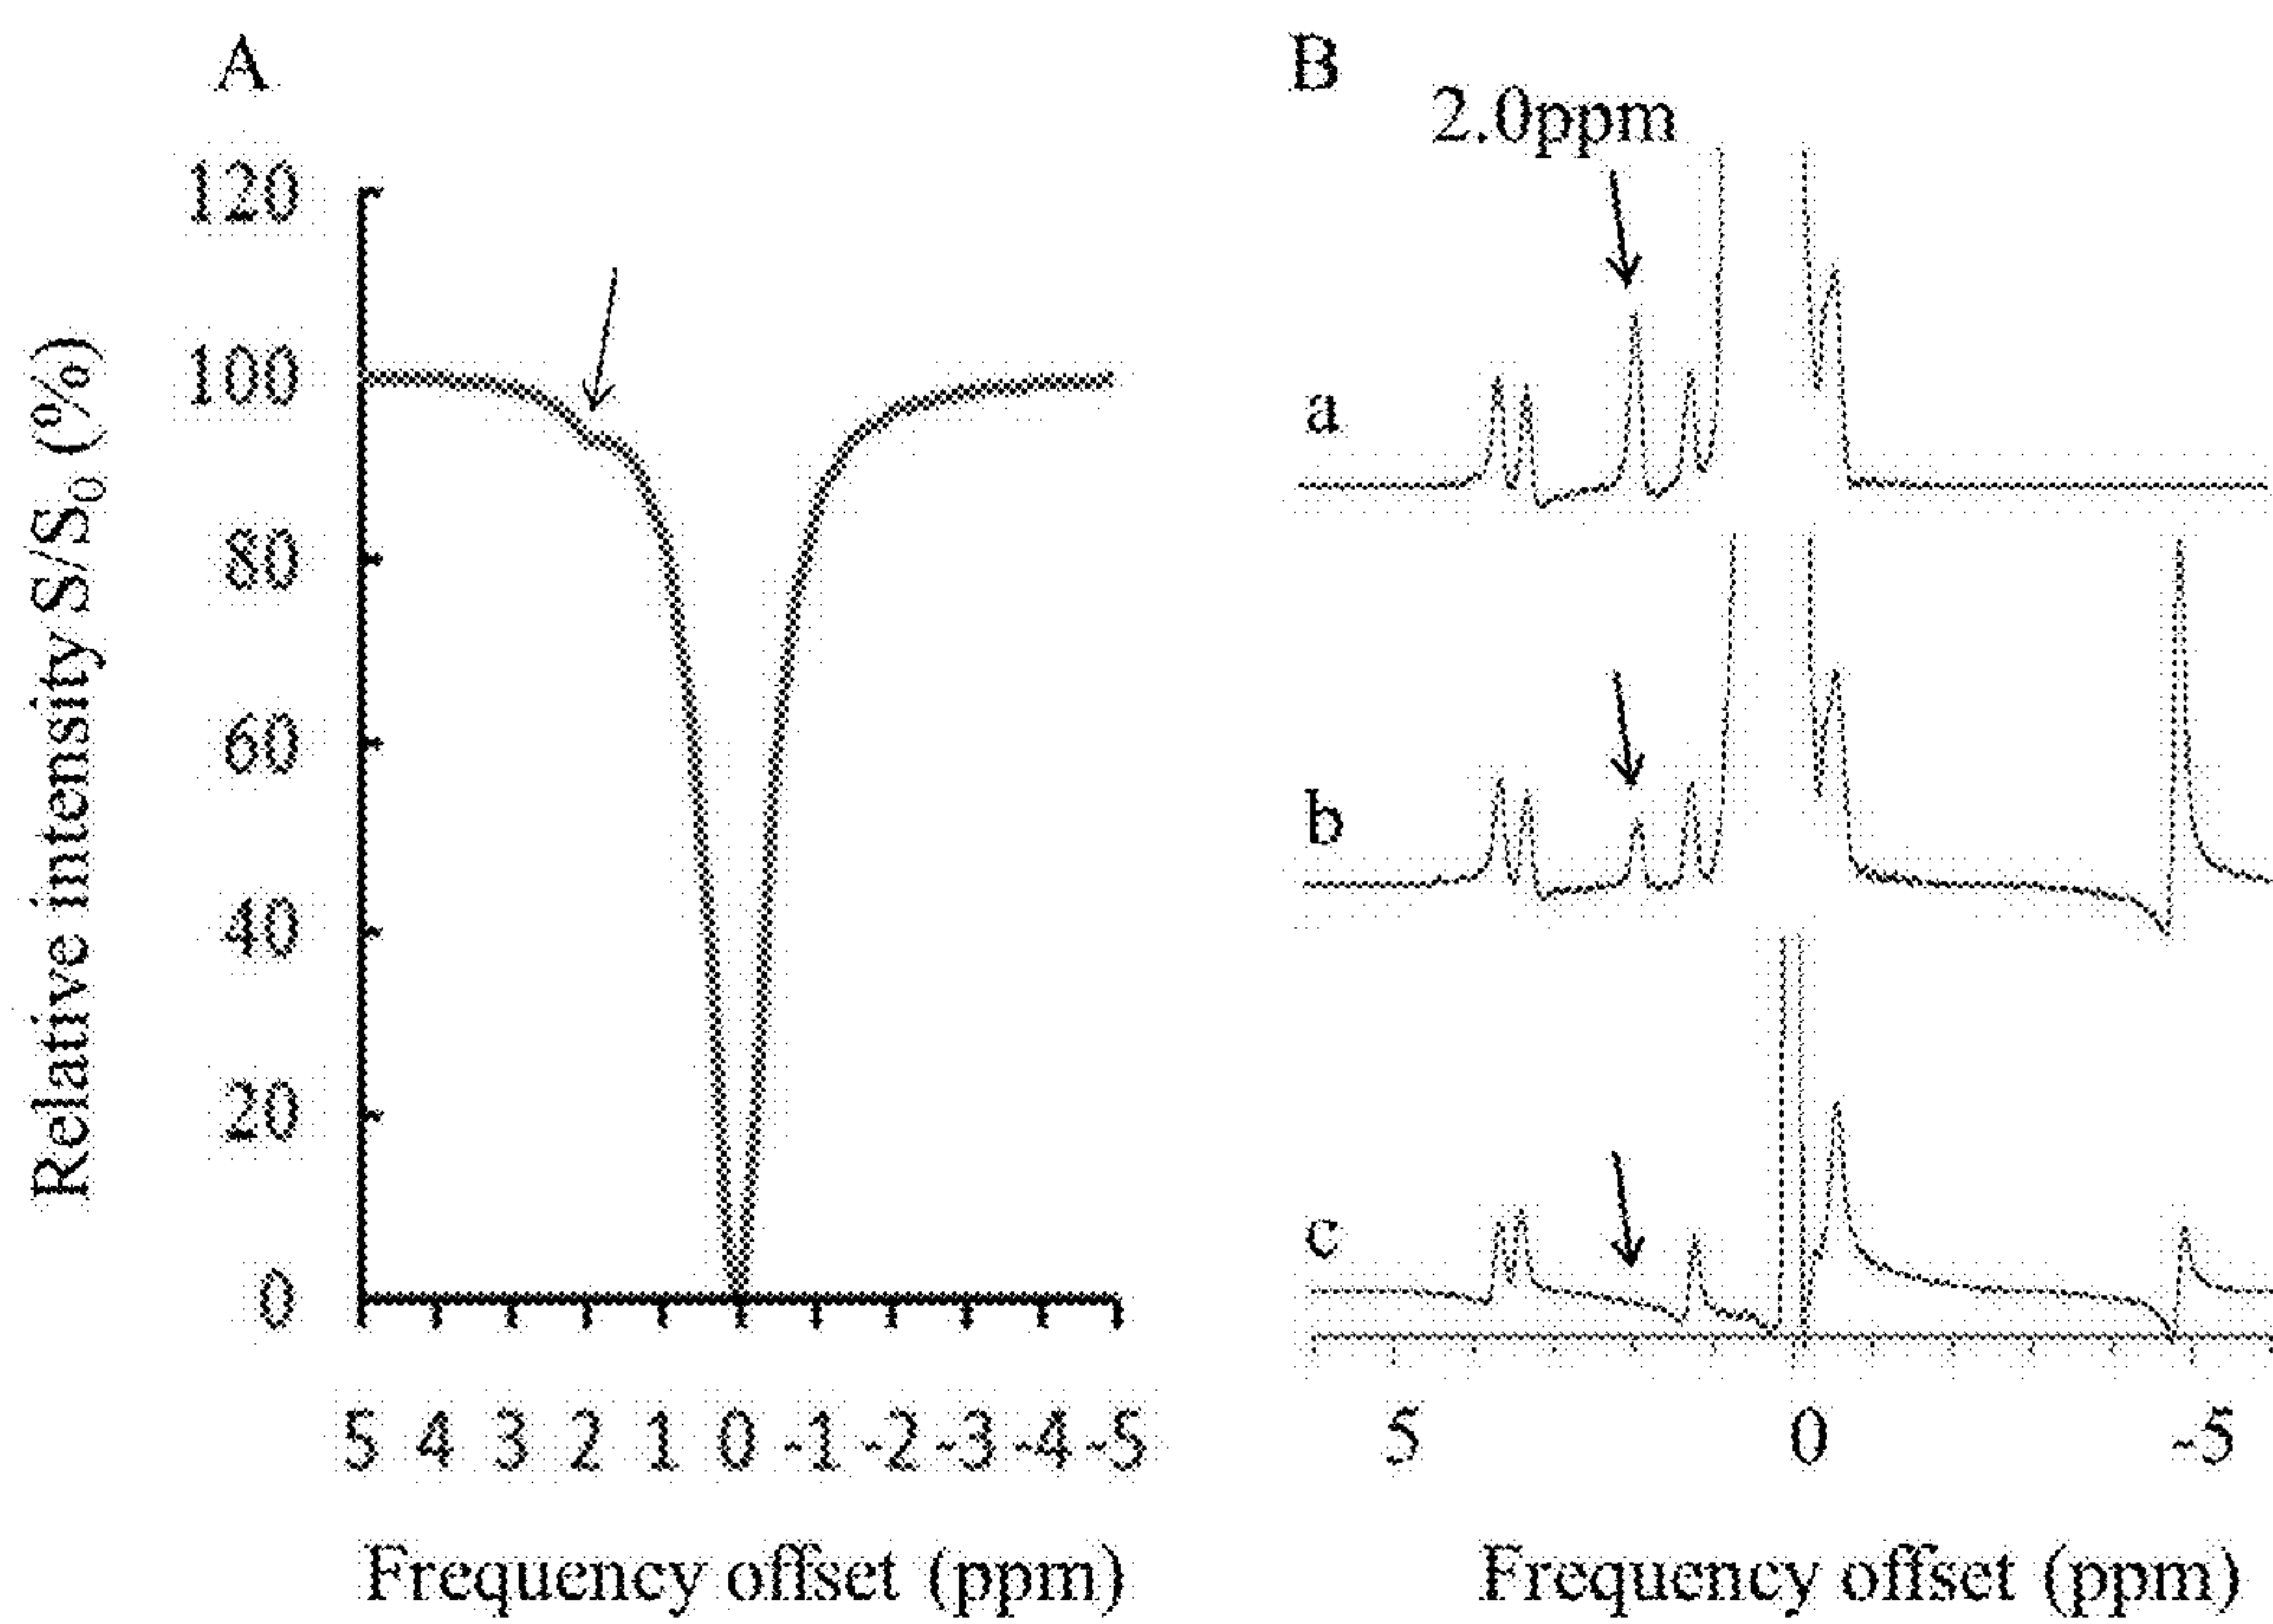 A
Relative intensity S/S0 (%)
120
100
80
60
40
20
0
5 4 3 2 1 0 -1 -2 -3 -4 -5
Frequency offset (ppm)
B
2.0ppm
a
b
c
5 0 -5
Frequency offset (ppm)